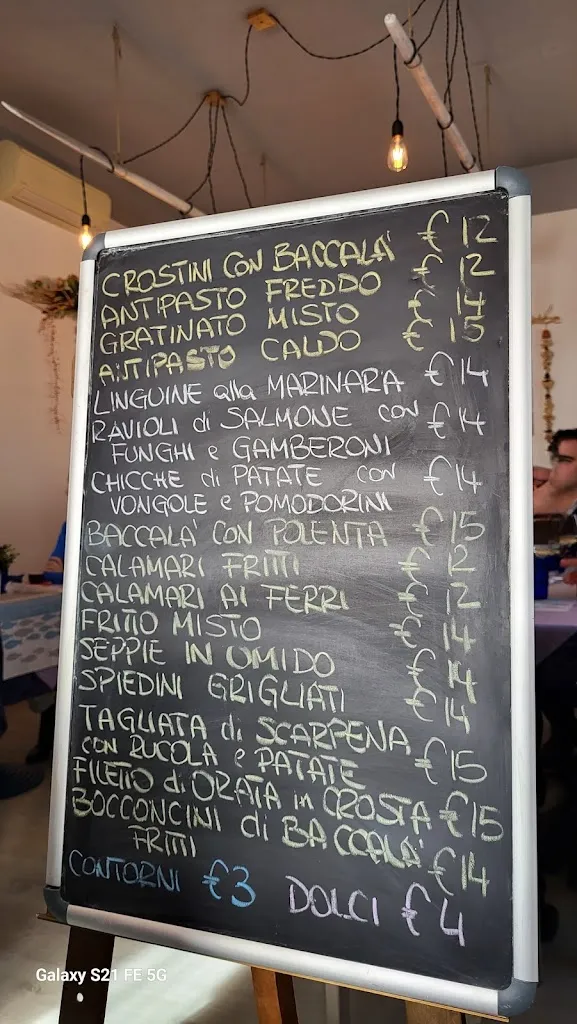 CROSTINI CON BACCALA' € 12
ANTIPASTO FREDDO € 12
GRATINATO MISTO € 14
ANTIPASTO CALDO € 15
LINGUINE alla MARINARA € 14
RAVIOLI di SALMONE con € 14
FUNGHI e GAMBERONI
CHICCHE di PATATE con € 14
VONGOLE e POMODORINI
BACCALA' CON POLENTA € 15
CALAMARI FRITTI € 12
CALAMARI AI FERRI € 12
FRITTO MISTO € 14
SEPPIE IN UMIDO € 14
SPIEDINI GRIGLIATI € 14
TAGLIATA di SCARPENA
CON RUCOLA e PATATE € 15
FILETTO di ORATA in CROSTA € 15
BOCCONCINI di BACCALA' € 14
FRITTI
CONTORNI € 3 DOLCI € 4
Galaxy S21 FE 5G